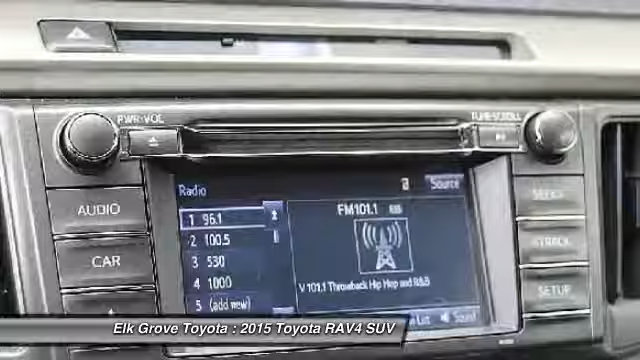 PWR•VOL
TUNE•SCROLL
Radio
Source
AUDIO
CAR
1 96.1
2 100.5
3 530
4 1000
5 (add new)
FM101.1
V 101.1 Throwback Hip Hop and R&B
List
Sound
SEEK
TRACK
SETUP
Elk Grove Toyota : 2015 Toyota RAV4 SUV